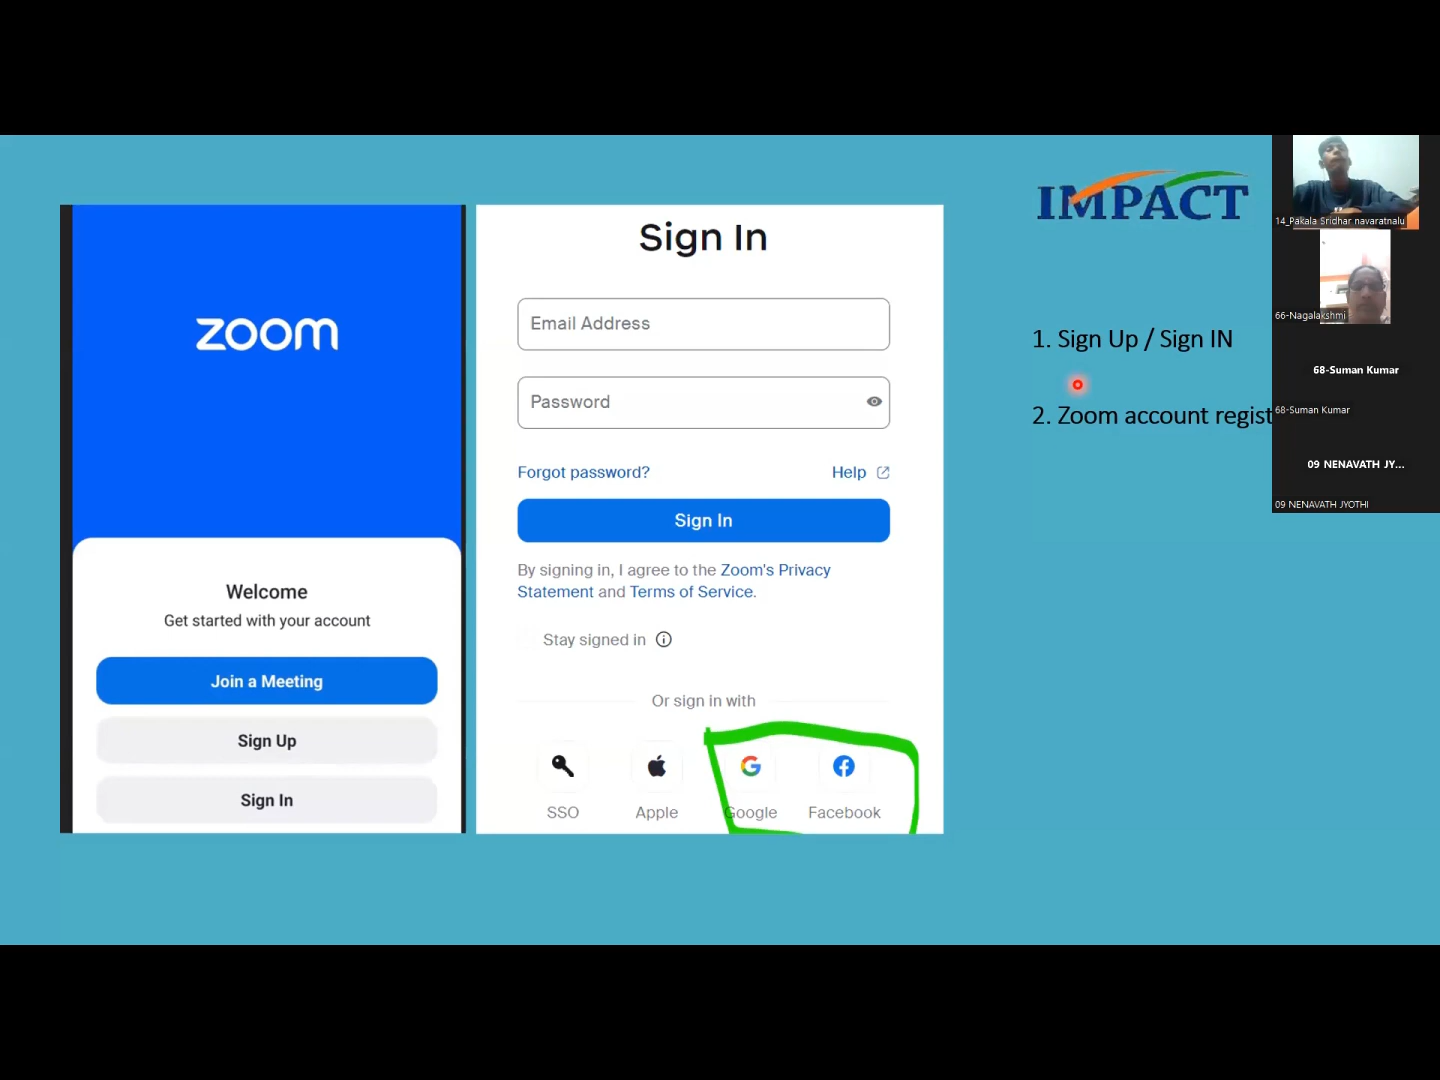 zoom
Welcome
Get started with your account
Join a Meeting
Sign Up
Sign In
Sign In
Email Address
Password
Forgot password?
Help
Sign In
By signing in, I agree to the Zoom's Privacy
Statement and Terms of Service.
Stay signed in
Or sign in with
SSO
Apple
Google
Facebook
IMPACT
1. Sign Up / Sign IN
2. Zoom account regist
14_Pakala Sridhar navaratnalu
66-Nagalakshmi
68-Suman Kumar
68-Suman Kumar
09 NENAVATH JY...
09 NENAVATH JYOTHI